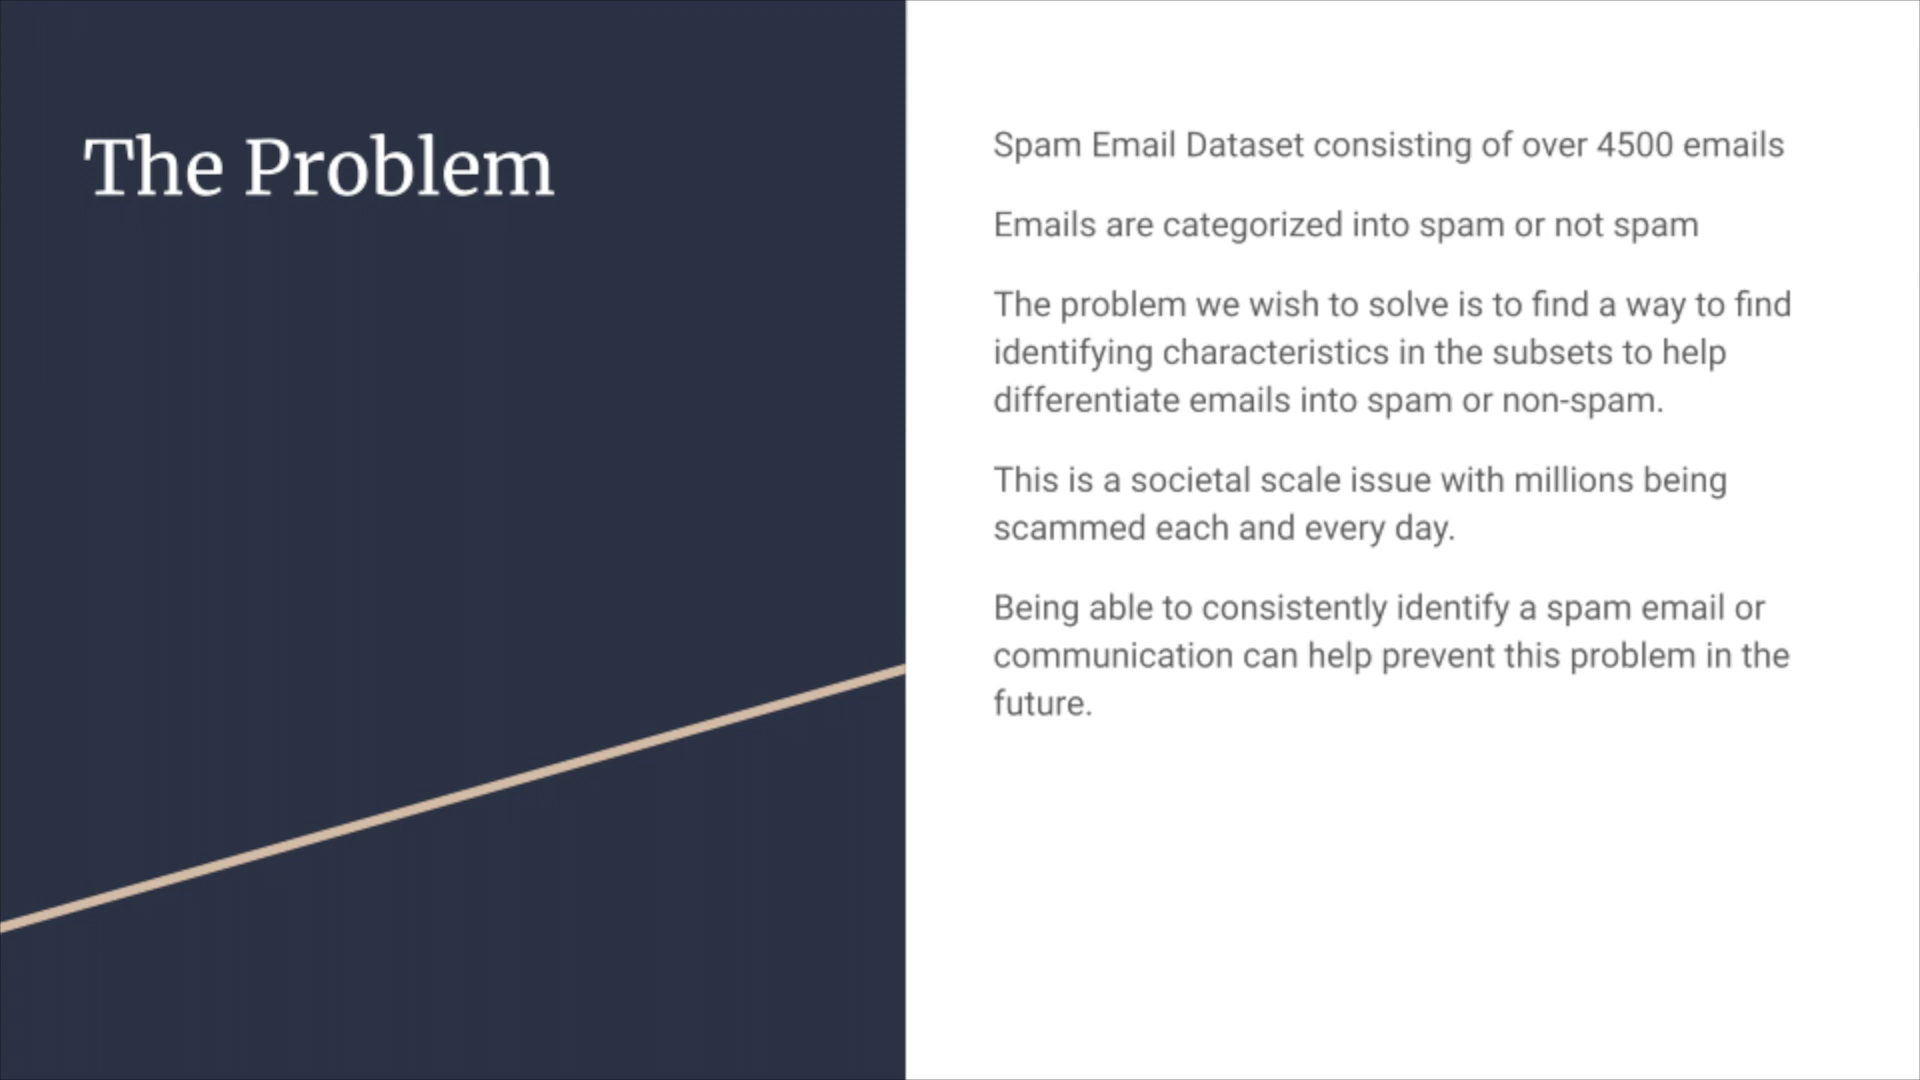 The Problem
Spam Email Dataset consisting of over 4500 emails
Emails are categorized into spam or not spam
The problem we wish to solve is to find a way to find
identifying characteristics in the subsets to help
differentiate emails into spam or non-spam.
This is a societal scale issue with millions being
scammed each and every day.
Being able to consistently identify a spam email or
communication can help prevent this problem in the
future.